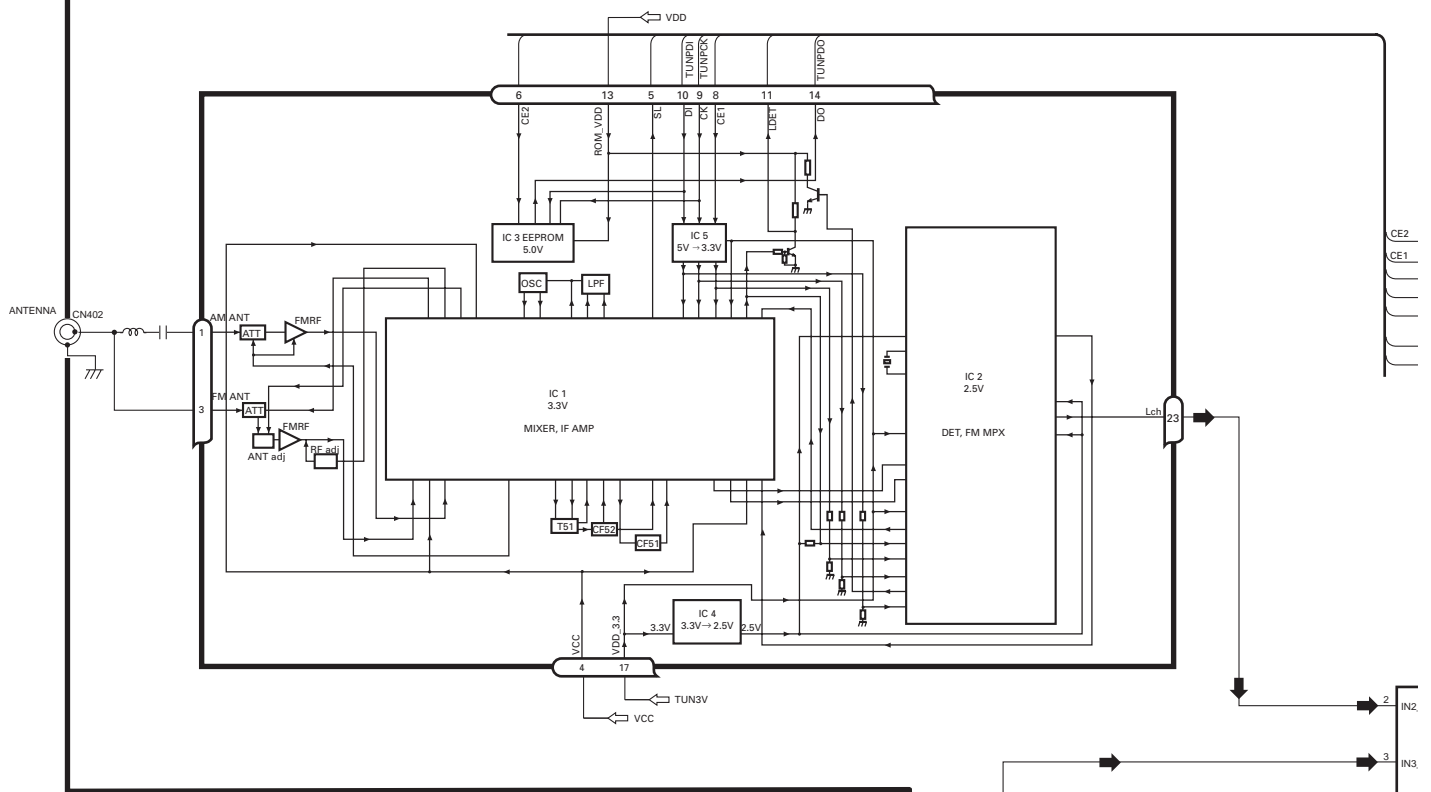 VDD
TUNPDI
TUNPCK
TUNPDO
6
13
5
10
9
8
11
14
CE2
ROM_VDD
SL
DI
CK
CE1
LDET
DO
IC 3 EEPROM
5.0V
IC 5
5V→3.3V
CE2
CE1
OSC
LPF
ANTENNA
CN402
1
AM ANT
ATT
FMRF
3
FM ANT
ATT
FMRF
ANT adj
RF adj
IC 1
3.3V
MIXER, IF AMP
IC 2
2.5V
DET, FM MPX
Lch
23
T51
CF52
CF51
VCC
VDD_3.3
3.3V
IC 4
3.3V→2.5V
2.5V
4
17
TUN3V
VCC
2
IN2
3
IN3